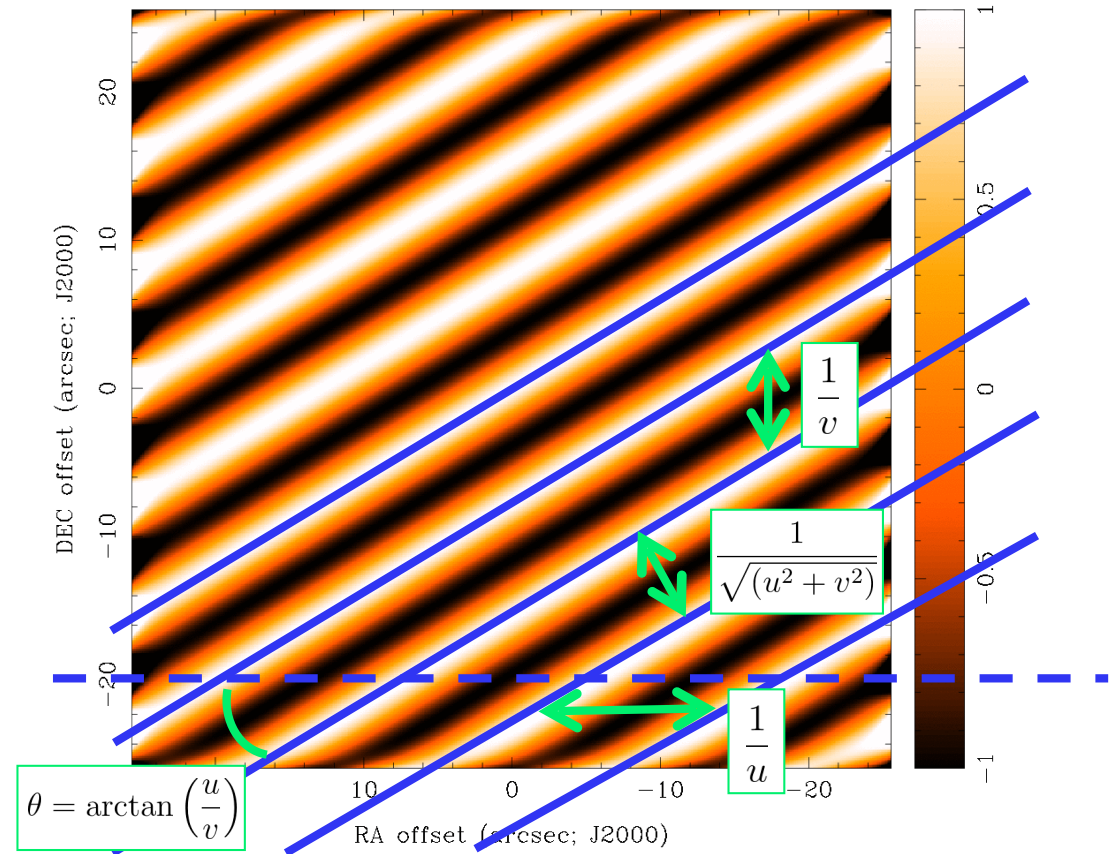 DEC offset (arcsec; J2000)
20
10
0
−10
−20
10
0
−10
−20
RA offset (arcsec; J2000)
1
0.5
0
−0.5
−1
1/v
1/√(u² + v²)
1/u
θ = arctan (u/v)